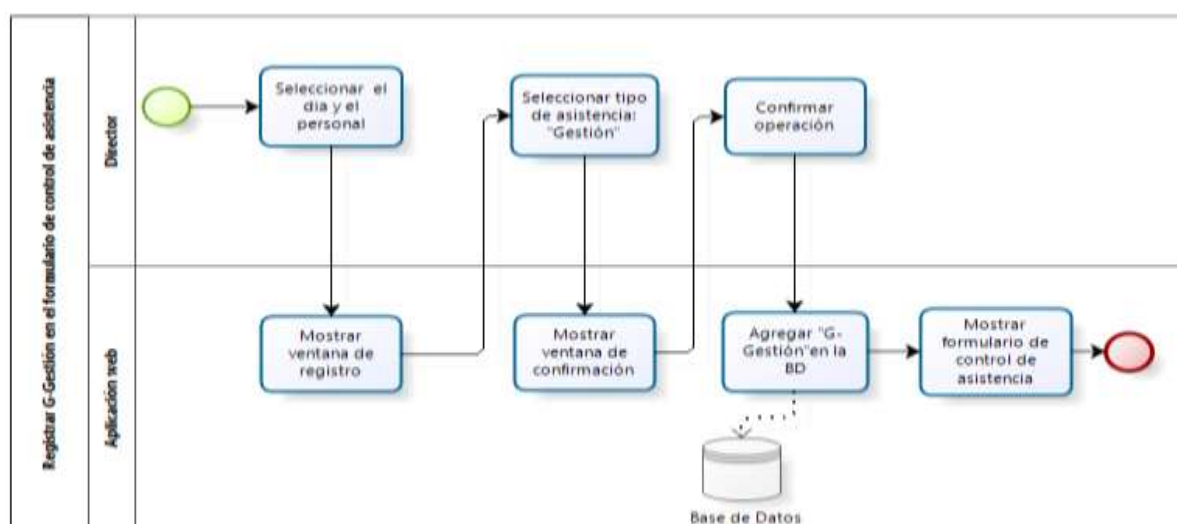 Registrar G-Gestión en el formulario de control de asistencia
Director
Seleccionar el
dia y el
personal
Seleccionar tipo
de asistencia:
"Gestión"
Confirmar
operación
Aplicación web
Mostrar
ventana de
registro
Mostrar
ventana de
confirmación
Agregar "G-
Gestión"en la
BD
Mostrar
formulario de
control de
asistencia
Base de Datos